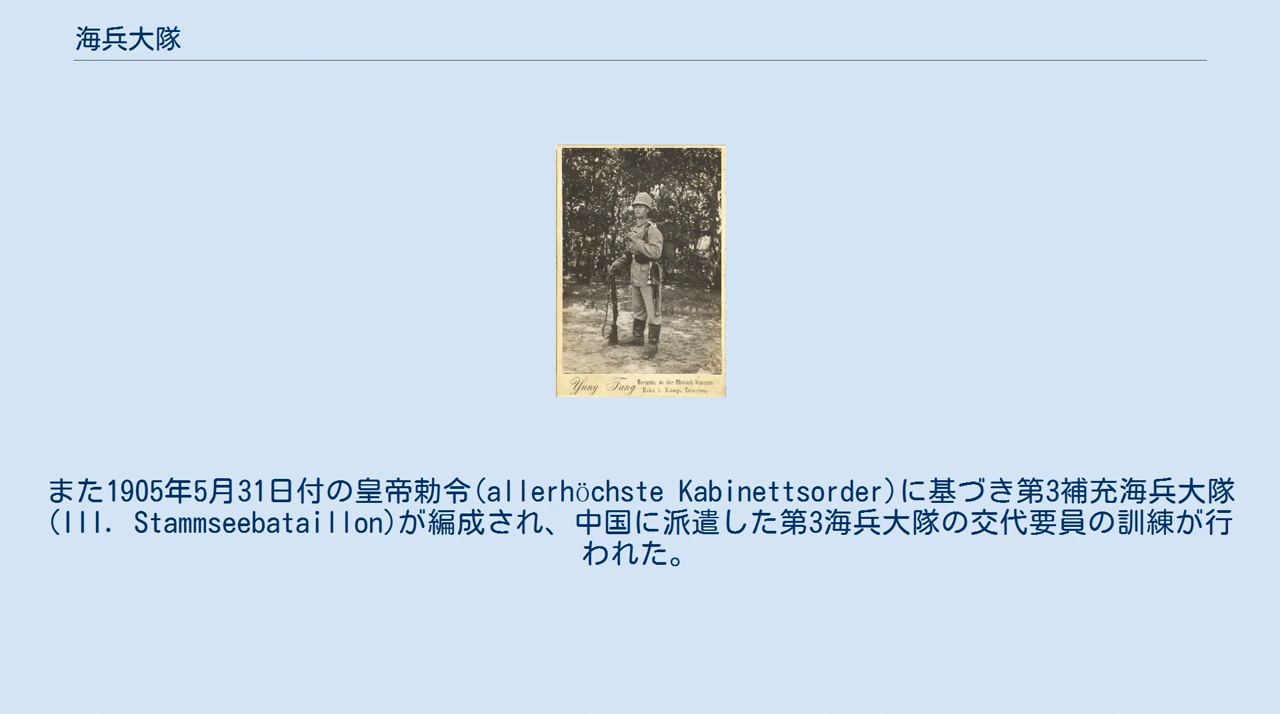 海兵大隊
Yung Fang
また1905年5月31日付の皇帝勅令(allerhöchste Kabinettsorder)に基づき第3補充海兵大隊
(III. Stammseebataillon)が編成され、中国に派遣した第3海兵大隊の交代要員の訓練が行
われた。